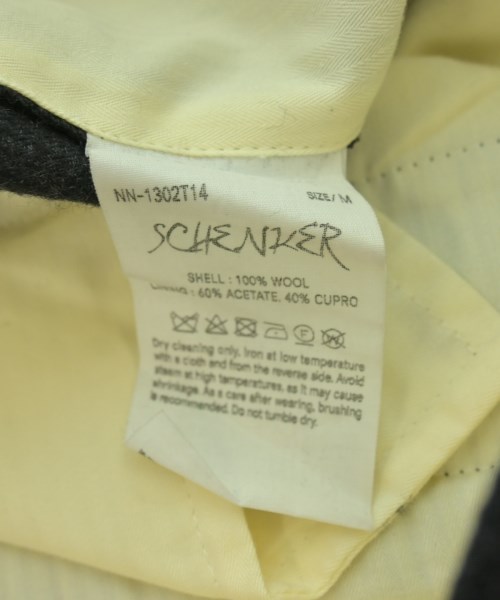 NN-1302T14 SIZE/ M
SCHENKER
SHELL : 100% WOOL
LINING : 60% ACETATE, 40% CUPRO
Dry cleaning only, Iron at low temperature
with a cloth and from the reverse side. Avoid
steam at high temperatures, as it may cause
shrinkage. As a care after wearing, brushing
is recommended. Do not tumble dry.